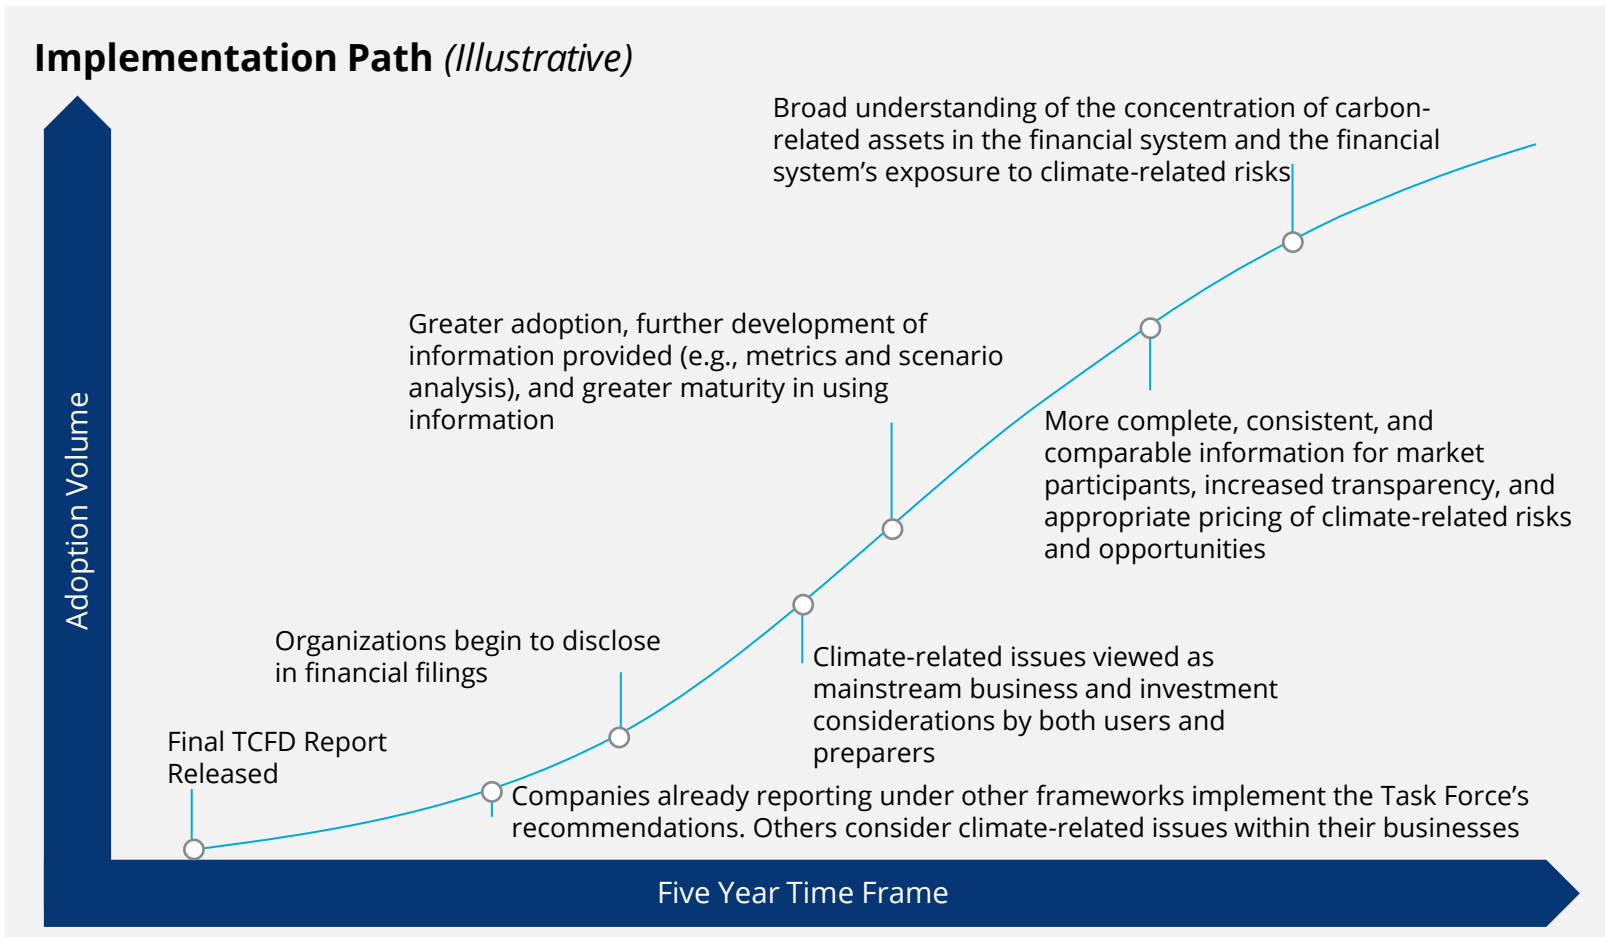 Implementation Path (Illustrative)
Broad understanding of the concentration of carbon-
related assets in the financial system and the financial
system’s exposure to climate-related risks
Greater adoption, further development of
information provided (e.g., metrics and scenario
analysis), and greater maturity in using
information
More complete, consistent, and
comparable information for market
participants, increased transparency, and
appropriate pricing of climate-related risks
and opportunities
Adoption Volume
Organizations begin to disclose
in financial filings
Climate-related issues viewed as
mainstream business and investment
considerations by both users and
preparers
Final TCFD Report
Released
Companies already reporting under other frameworks implement the Task Force’s
recommendations. Others consider climate-related issues within their businesses
Five Year Time Frame